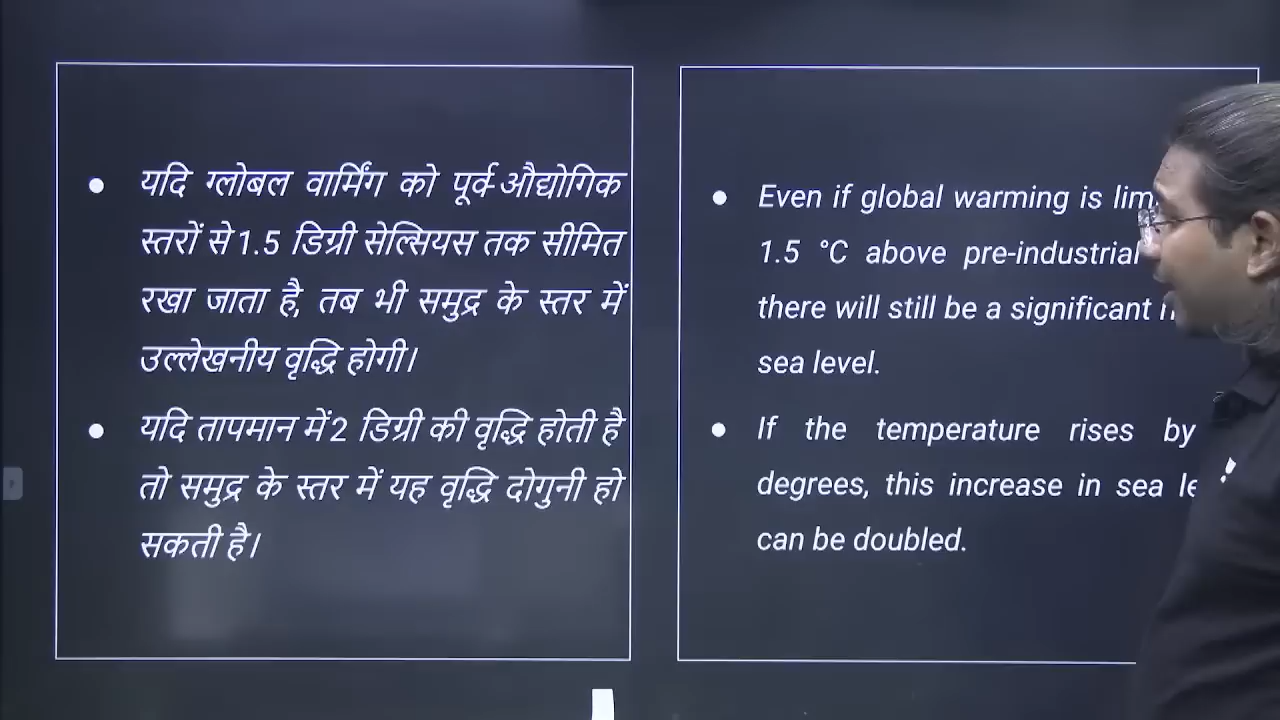 यदि ग्लोबल वार्मिंग को पूर्व-औद्योगिक
स्तरों से 1.5 डिग्री सेल्सियस तक सीमित
रखा जाता है, तब भी समुद्र के स्तर में
उल्लेखनीय वृद्धि होगी।
यदि तापमान में 2 डिग्री की वृद्धि होती है
तो समुद्र के स्तर में यह वृद्धि दोगुनी हो
सकती है।
Even if global warming is
1.5 °C above pre-industrial
there will still be a significant
sea level.
If the temperature rises by
degrees, this increase in sea
can be doubled.